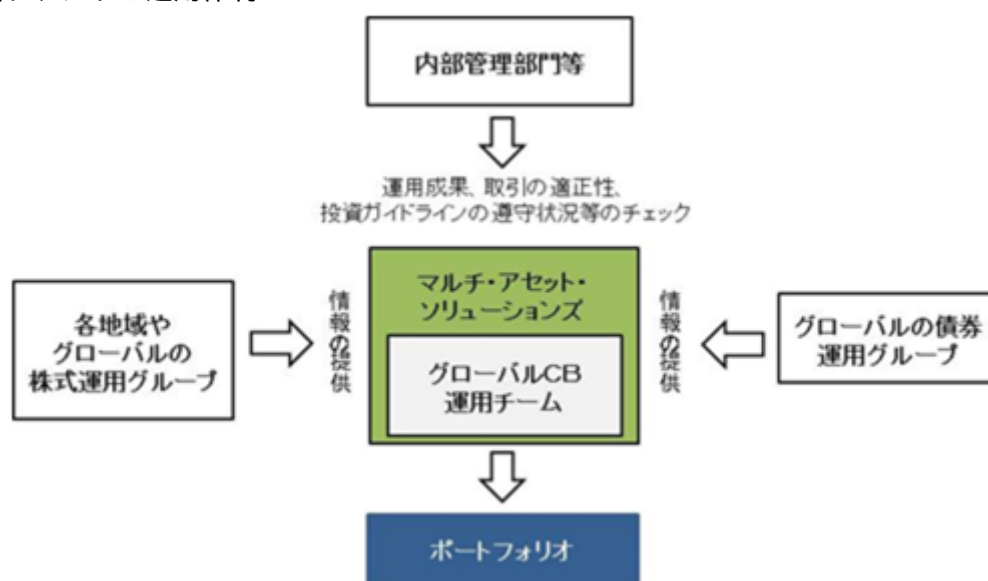 内部管理部門等
運用成果、取引の適正性、
投資ガイドラインの遵守状況等のチェック
各地域や
グローバルの
株式運用グループ
情報の提供
マルチ・アセット・
ソリューションズ
グローバルCB
運用チーム
情報の提供
グローバルの債券
運用グループ
ポートフォリオ